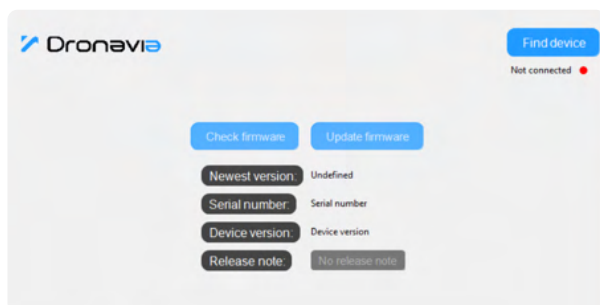 Dronavia
Find device
Not connected
Check firmware Update firmware
Newest version: Undefined
Serial number: Serial number
Device version: Device version
Release note: No release note